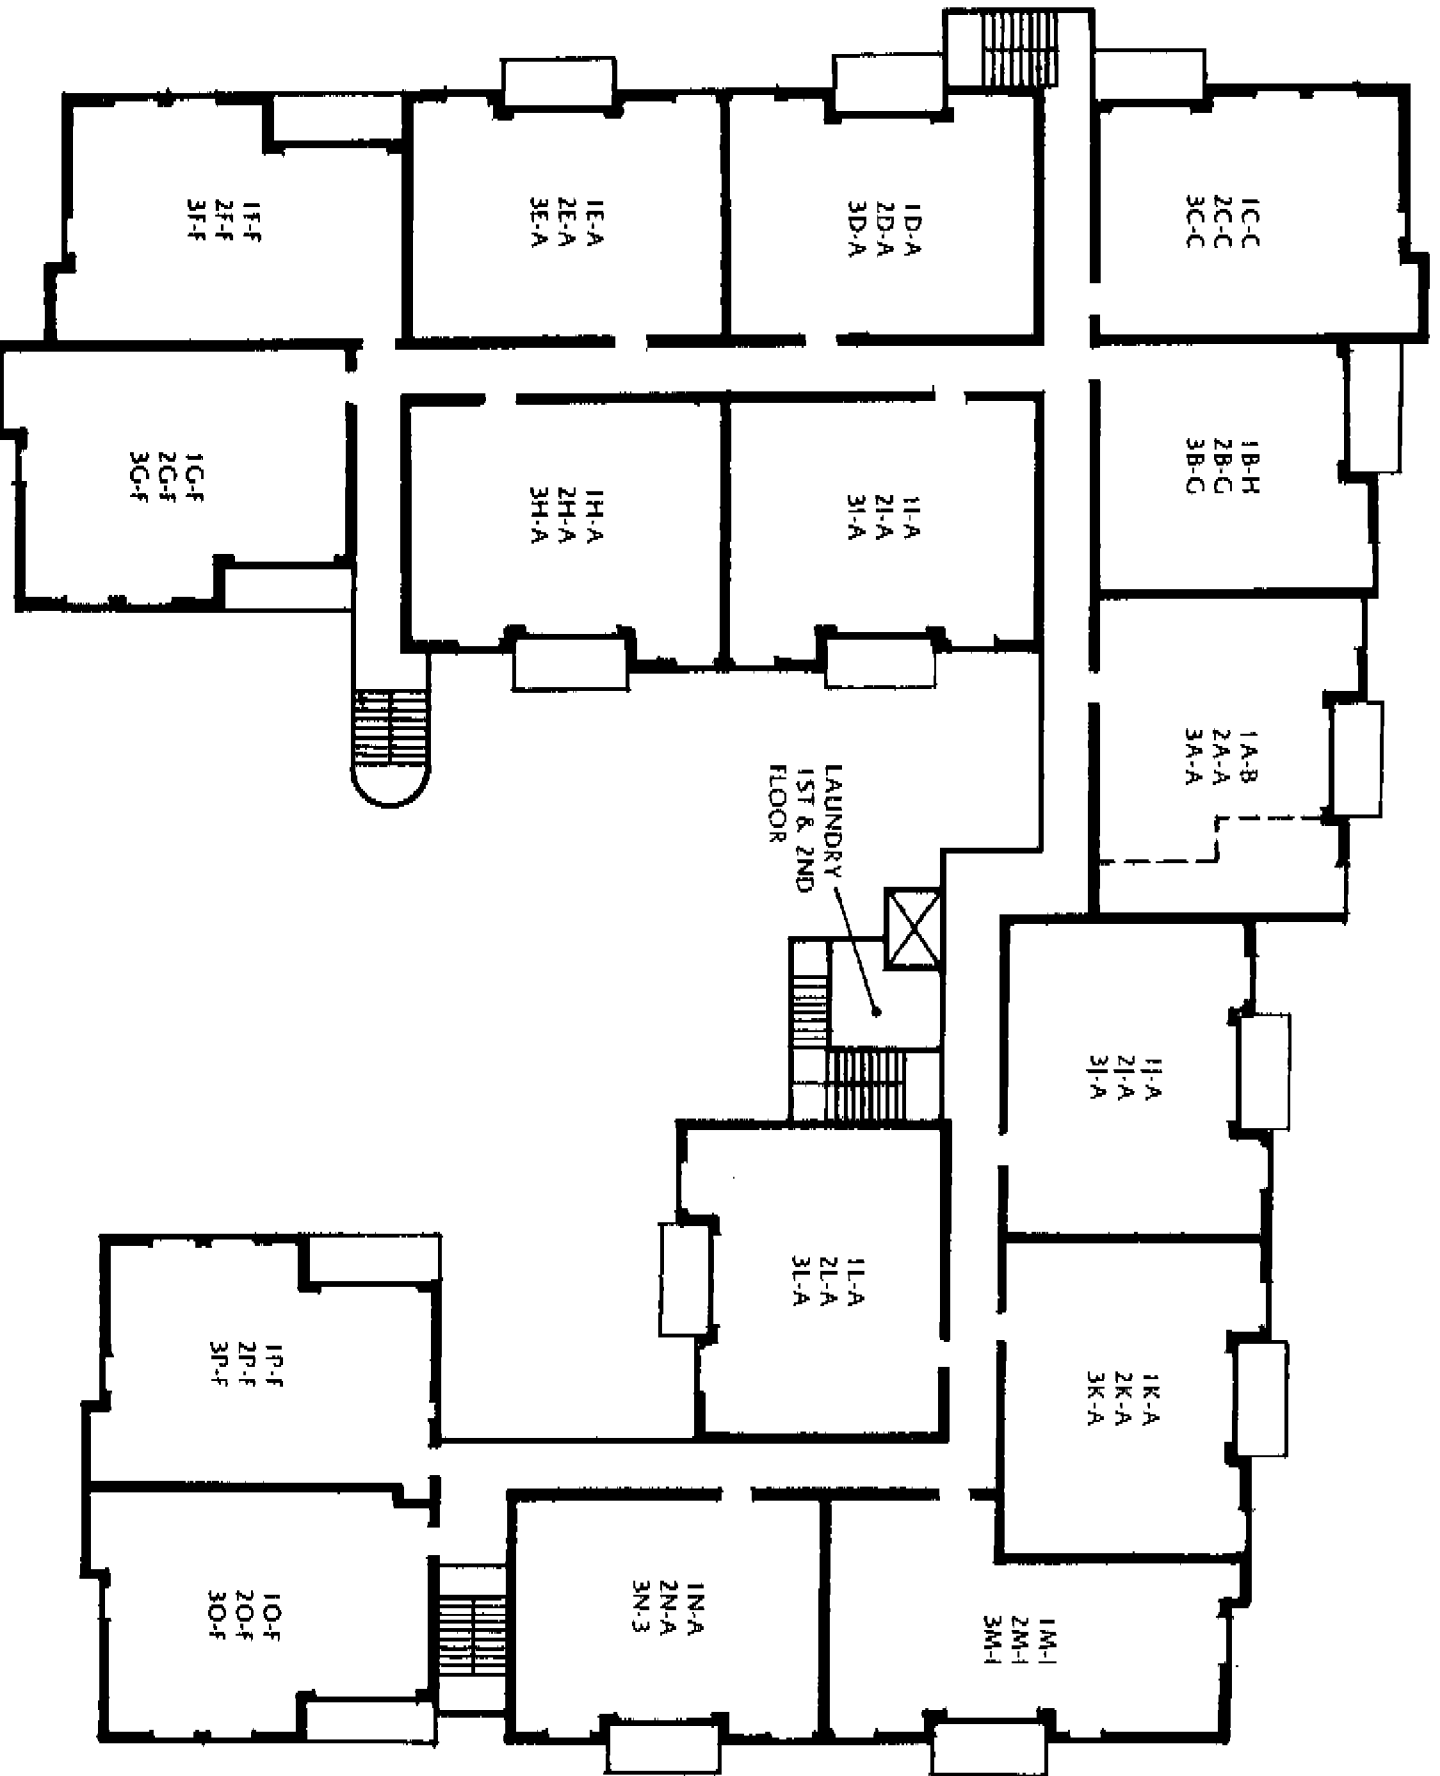 1F-F
2F-F
3F-F
1E-A
2E-A
3E-A
1D-A
2D-A
3D-A
1C-C
2C-C
3C-C
1G-F
2G-F
3G-F
1H-A
2H-A
3H-A
1I-A
2I-A
3I-A
1B-H
2B-G
3B-G
1A-B
2A-A
3A-A
LAUNDRY
1ST & 2ND
FLOOR
1J-A
2J-A
3J-A
1L-A
2L-A
3L-A
1K-A
2K-A
3K-A
1P-F
2P-F
3P-F
1O-F
2O-F
3O-F
1N-A
2N-A
3N-3
1M-I
2M-I
3M-I